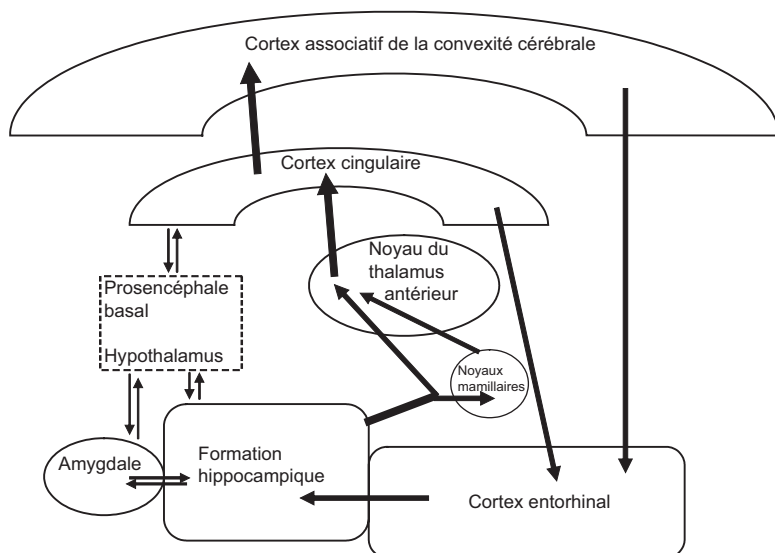 Cortex associatif de la convexité cérébrale
Cortex cingulaire
Noyau du
thalamus
antérieur
Prosencéphale
basal
Hypothalamus
Noyaux
mamillaires
Amygdale
Formation
hippocampique
Cortex entorhinal